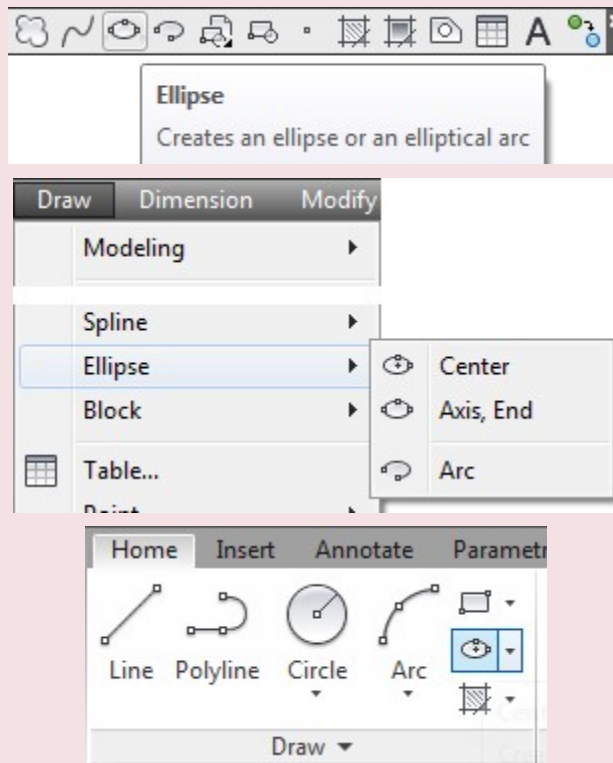 A
Ellipse
Creates an ellipse or an elliptical arc
Draw Dimension Modify
Modeling
Spline
Ellipse
Center
Block
Axis, End
Table...
Arc
Home Insert Annotate Parametr
Line Polyline Circle Arc
Draw